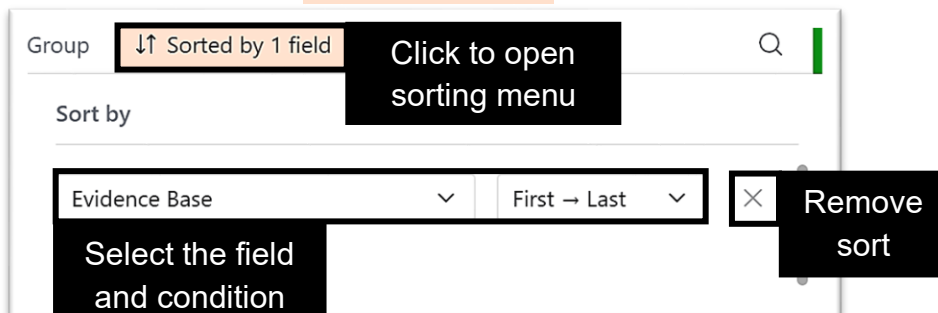 Group ↓↑ Sorted by 1 field
Click to open
sorting menu
Sort by
Evidence Base First → Last
Remove
sort
Select the field
and condition